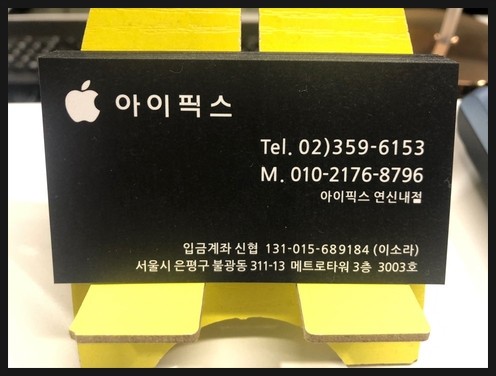 아이픽스
Tel. 02)359-6153
M. 010-2176-8796
아이픽스 연신내점
입금계좌 신협 131-015-689184 (이소라)
서울시 은평구 불광동 311-13 메트로타워 3층 3003호